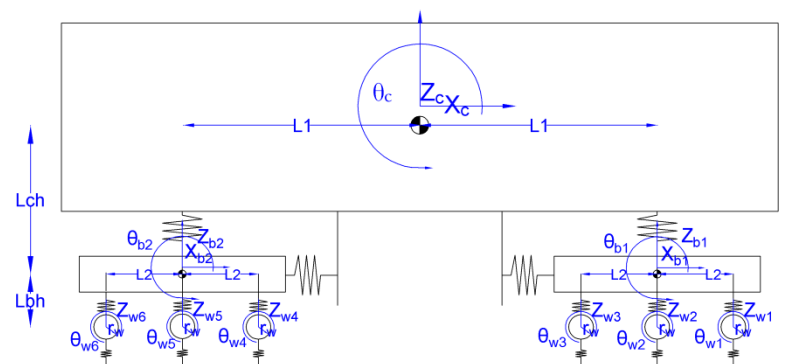 θc
Zc
Xc
L1 L1
Lch
θb2 Zb2
Xb2
θb1 Zb1
Xb1
L2 L2
L2 L2
Lbh
Zw6 Zw5 Zw4
rw rw rw
θw6 θw5 θw4
Zw3 Zw2 Zw1
rw rw rw
θw3 θw2 θw1